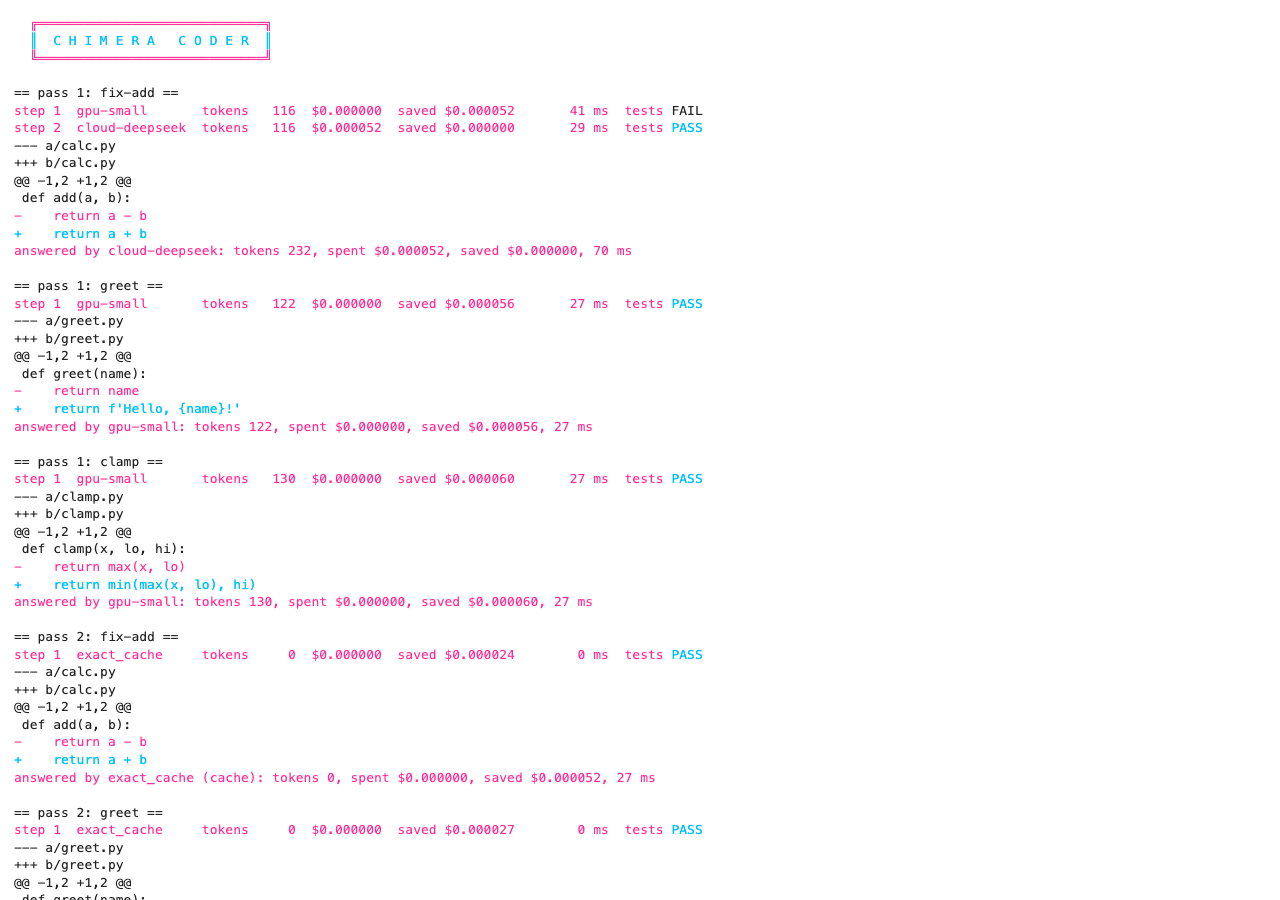 CHIMERA CODER
== pass 1: fix-add ==
step 1  gpu-small       tokens   116  $0.000000  saved $0.000052       41 ms  tests FAIL
step 2  cloud-deepseek  tokens   116  $0.000052  saved $0.000000       29 ms  tests PASS
--- a/calc.py
+++ b/calc.py
@@ -1,2 +1,2 @@
 def add(a, b):
-    return a - b
+    return a + b
answered by cloud-deepseek: tokens 232, spent $0.000052, saved $0.000000, 70 ms
== pass 1: greet ==
step 1  gpu-small       tokens   122  $0.000000  saved $0.000056       27 ms  tests PASS
--- a/greet.py
+++ b/greet.py
@@ -1,2 +1,2 @@
 def greet(name):
-    return name
+    return f'Hello, {name}!'
answered by gpu-small: tokens 122, spent $0.000000, saved $0.000056, 27 ms
== pass 1: clamp ==
step 1  gpu-small       tokens   130  $0.000000  saved $0.000060       27 ms  tests PASS
--- a/clamp.py
+++ b/clamp.py
@@ -1,2 +1,2 @@
 def clamp(x, lo, hi):
-    return max(x, lo)
+    return min(max(x, lo), hi)
answered by gpu-small: tokens 130, spent $0.000000, saved $0.000060, 27 ms
== pass 2: fix-add ==
step 1  exact_cache     tokens     0  $0.000000  saved $0.000024        0 ms  tests PASS
--- a/calc.py
+++ b/calc.py
@@ -1,2 +1,2 @@
 def add(a, b):
-    return a - b
+    return a + b
answered by exact_cache (cache): tokens 0, spent $0.000000, saved $0.000052, 27 ms
== pass 2: greet ==
step 1  exact_cache     tokens     0  $0.000000  saved $0.000027        0 ms  tests PASS
--- a/greet.py
+++ b/greet.py
@@ -1,2 +1,2 @@
 def greet(name):